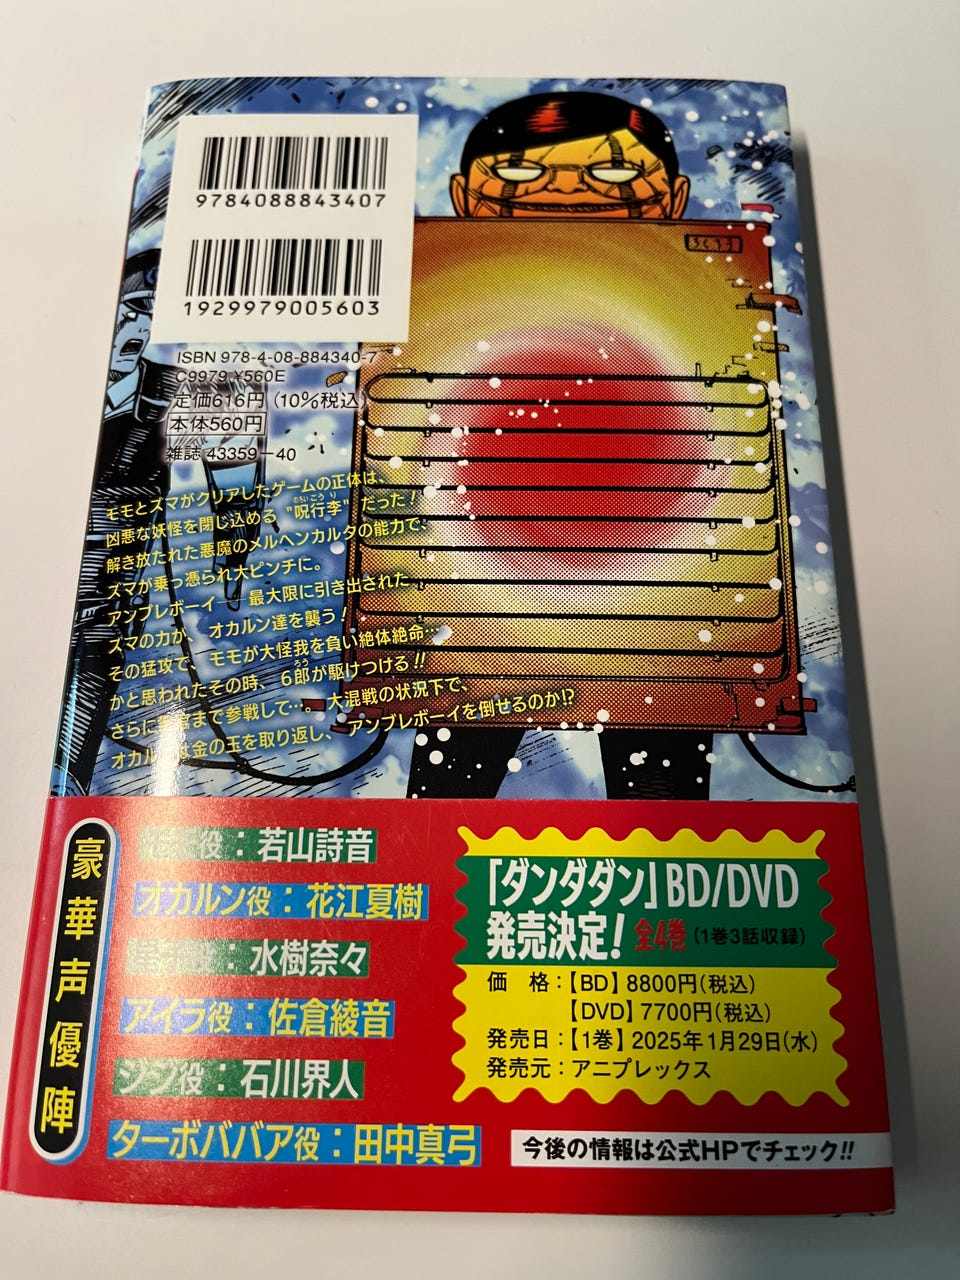 9784088843407
1929979005603
ISBN 978-4-08-884340-7
C9979 ¥560E
定価616円(10%税込)
本体560円
雑誌 43359-40
モモとズマがクリアしたゲームの正体は、
凶悪な妖怪を閉じ込める"呪行李"だった!
のろいごうり
解き放たれた悪魔のメルヘンカルタの能力で、
ズマが乗っ憑られ大ピンチに。
アンブレボーイ――最大限に引き出された
ズマの力が、オカルン達を襲う!
その猛攻で、モモが大怪我を負い絶体絶命…
かと思われたその時、6郎が駆けつける!!
ろう
さらに まで参戦して…。大混戦の状況下で、
オカルンは金の玉を取り返し、アンブレボーイを倒せるのか!?
豪華声優陣
役:若山詩音
オカルン役:花江夏樹
役:水樹奈々
アイラ役:佐倉綾音
ジジ役:石川界人
ターボババア役:田中真弓
「ダンダダン」BD/DVD
発売決定!全4巻(1巻3話収録)
価 格:【BD】8800円(税込)
【DVD】7700円(税込)
発売日:【1巻】2025年1月29日(水)
発売元:アニプレックス
今後の情報は公式HPでチェック!!